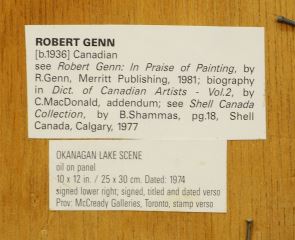 ROBERT GENN
[b.1936] Canadian
see Robert Genn: In Praise of Painting, by
R.Genn, Merritt Publishing, 1981; biography
in Dict. of Canadian Artists - Vol.2, by
C.MacDonald, addendum; see Shell Canada
Collection, by B.Shammas, pg.18, Shell
Canada, Calgary, 1977
OKANAGAN LAKE SCENE
oil on panel
10 x 12 in. / 25 x 30 cm. Dated: 1974
signed lower right; signed, titled and dated verso
Prov: McCready Galleries, Toronto, stamp verso